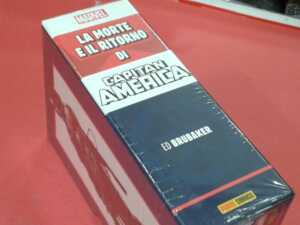 MARVEL
LA MORTE
E IL RITORNO
DI
CAPITAN
AMERICA
ED BRUBAKER
PANINI COMICS